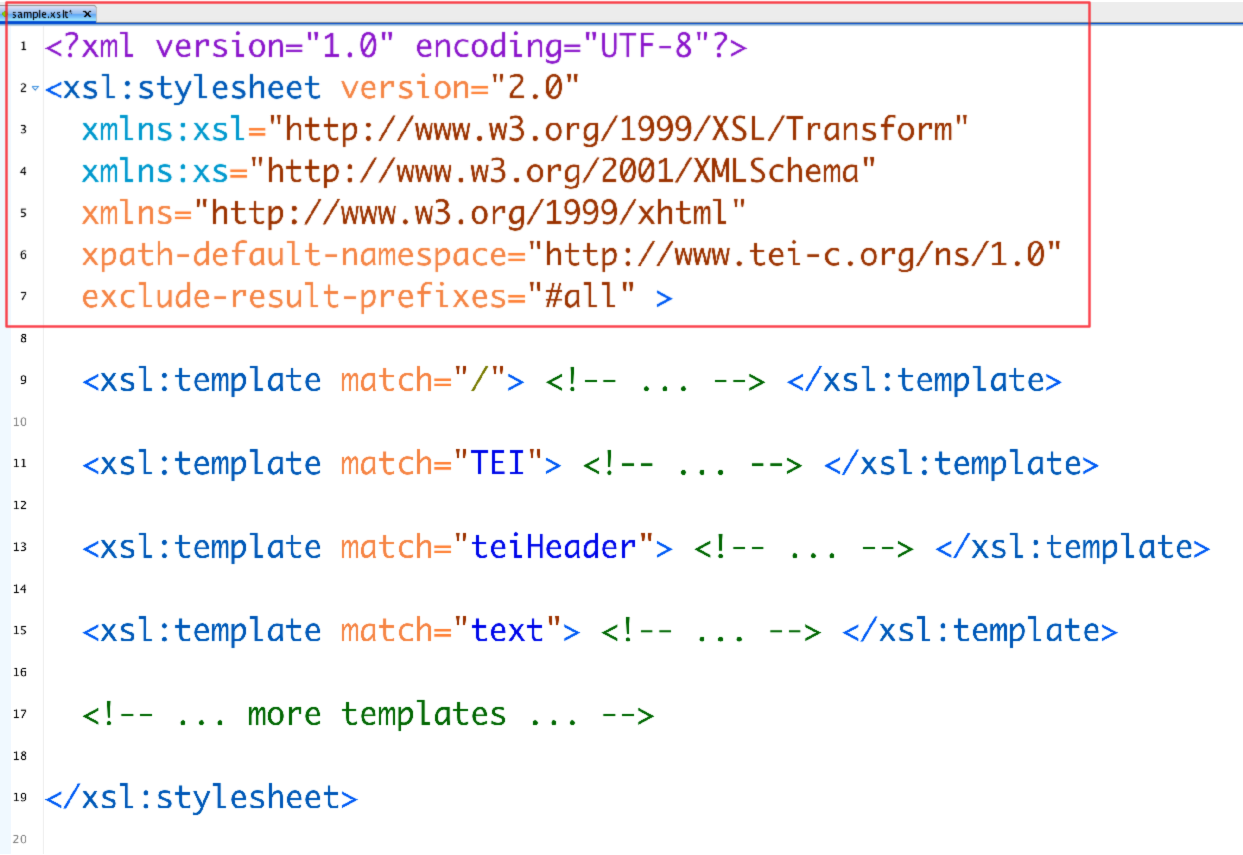 sample.xslt* ×
1 <?xml version="1.0" encoding="UTF-8"?>
2 <xsl:stylesheet version="2.0"
3 xmlns:xsl="http://www.w3.org/1999/XSL/Transform"
4 xmlns:xs="http://www.w3.org/2001/XMLSchema"
5 xmlns="http://www.w3.org/1999/xhtml"
6 xpath-default-namespace="http://www.tei-c.org/ns/1.0"
7 exclude-result-prefixes="#all" >
8
9 <xsl:template match="/"> <!-- ... --> </xsl:template>
10
11 <xsl:template match="TEI"> <!-- ... --> </xsl:template>
12
13 <xsl:template match="teiHeader"> <!-- ... --> </xsl:template>
14
15 <xsl:template match="text"> <!-- ... --> </xsl:template>
16
17 <!-- ... more templates ... -->
18
19 </xsl:stylesheet>
20